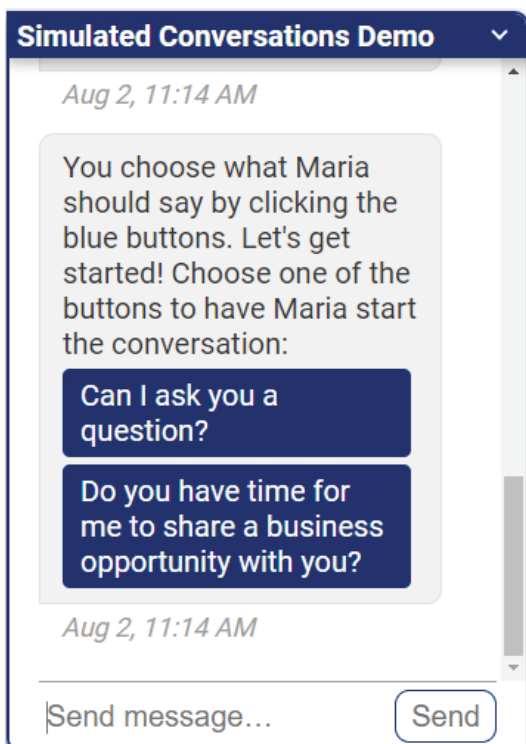 Simulated Conversations Demo
Aug 2, 11:14 AM
You choose what Maria
should say by clicking the
blue buttons. Let's get
started! Choose one of the
buttons to have Maria start
the conversation:
Can I ask you a
question?
Do you have time for
me to share a business
opportunity with you?
Aug 2, 11:14 AM
Send message...
Send